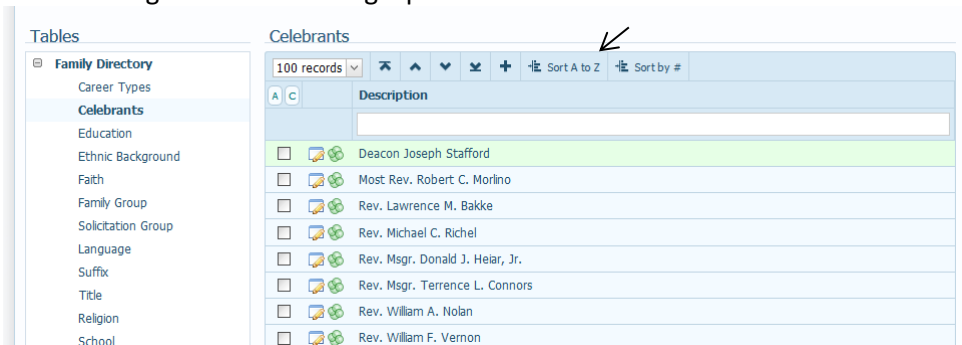 Tables
Family Directory
Career Types
Celebrants
Education
Ethnic Background
Faith
Family Group
Solicitation Group
Language
Suffix
Title
Religion
School
Celebrants
100 records Sort A to Z Sort by #
A C Description
Deacon Joseph Stafford
Most Rev. Robert C. Morlino
Rev. Lawrence M. Bakke
Rev. Michael C. Richel
Rev. Msgr. Donald J. Heiar, Jr.
Rev. Msgr. Terrence L. Connors
Rev. William A. Nolan
Rev. William F. Vernon